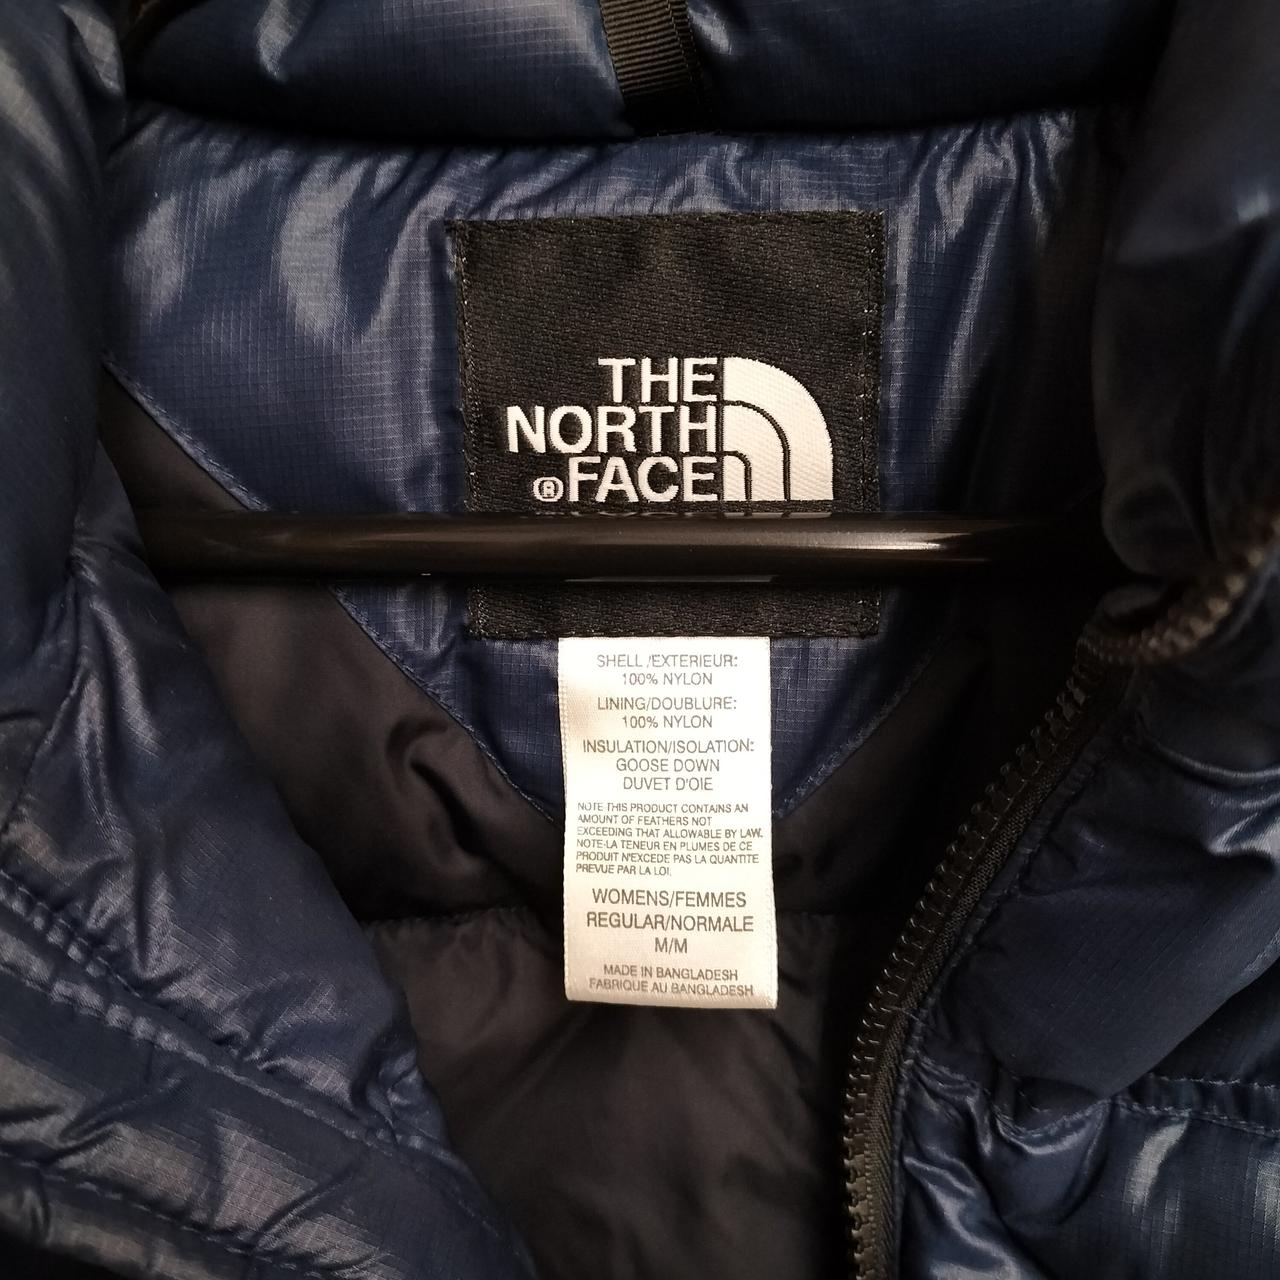 THE
NORTH
®FACE
SHELL /EXTERIEUR:
100% NYLON
LINING/DOUBLURE:
100% NYLON
INSULATION/ISOLATION:
GOOSE DOWN
DUVET D'OIE
NOTE THIS PRODUCT CONTAINS AN
AMOUNT OF FEATHERS NOT
EXCEEDING THAT ALLOWABLE BY LAW.
NOTE-LA TENEUR EN PLUMES DE CE
PRODUIT N'EXCEDE PAS LA QUANTITE
PREVUE PAR LA LOI.
WOMENS/FEMMES
REGULAR/NORMALE
M/M
MADE IN BANGLADESH
FABRIQUE AU BANGLADESH